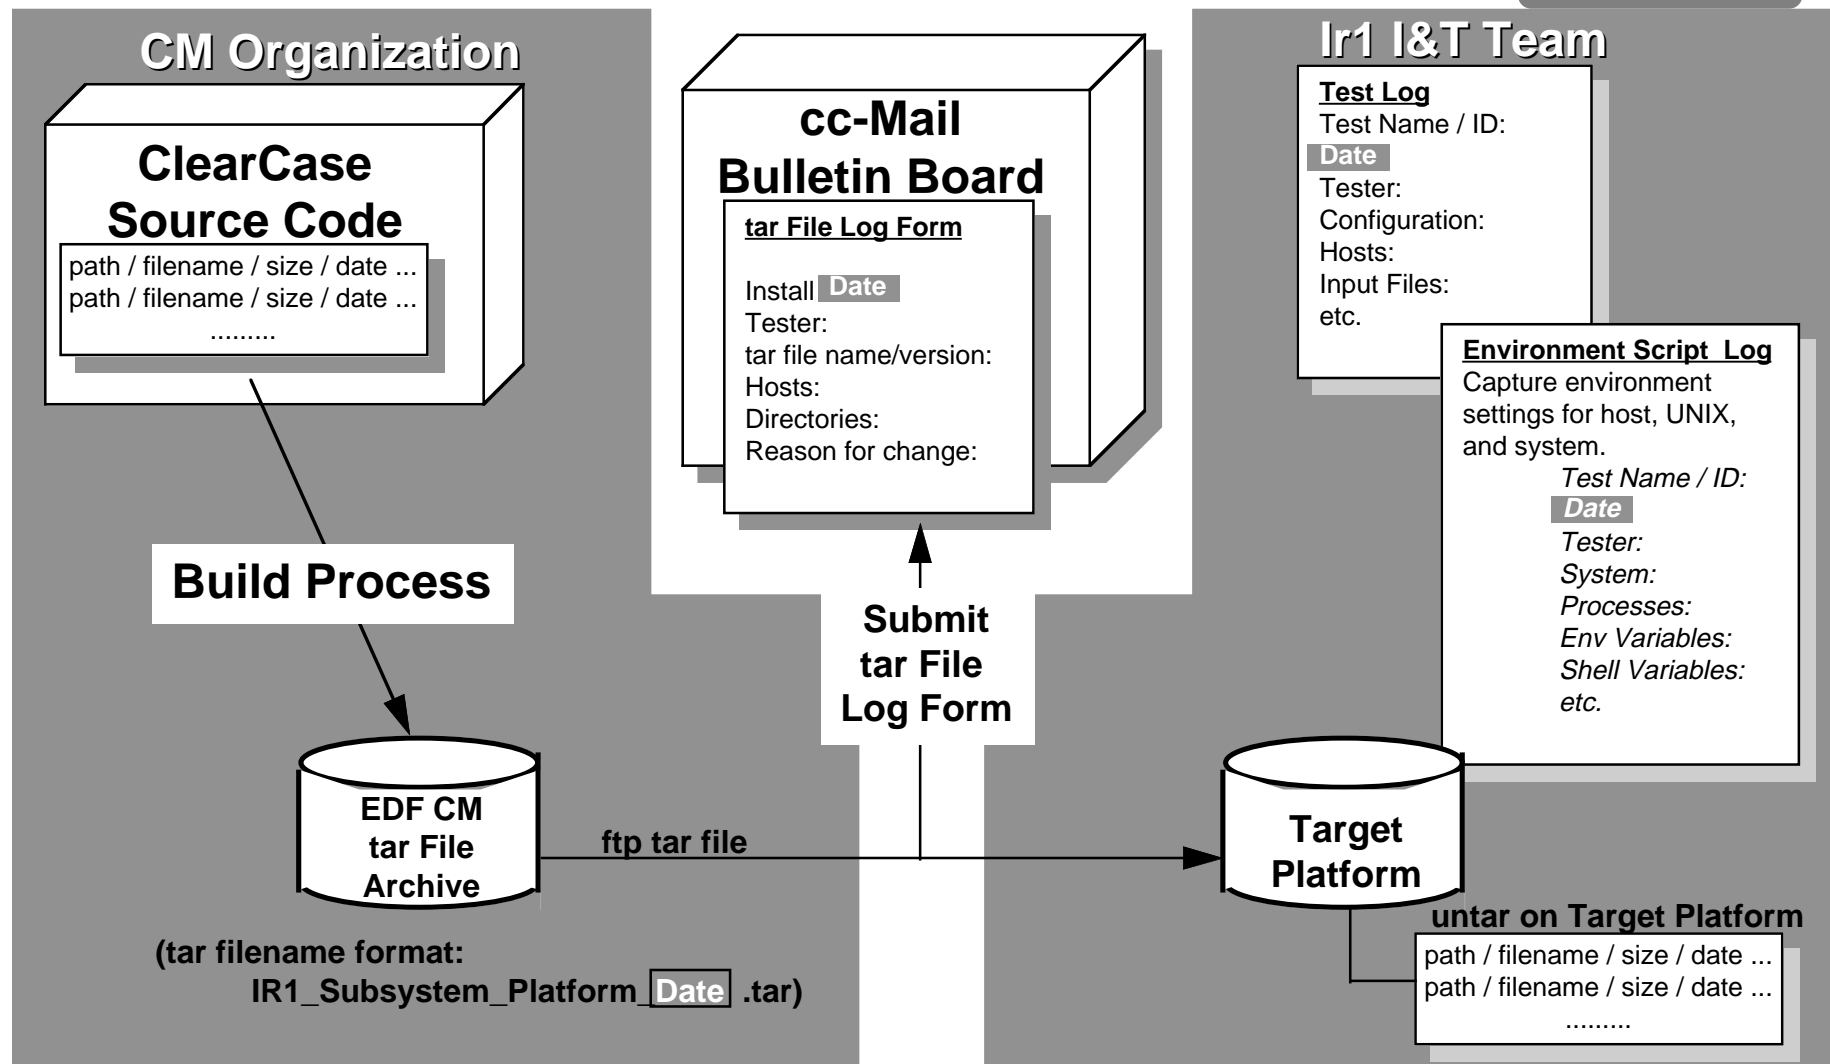 CM Organization
ClearCase
Source Code
path / filename / size / date ...
path / filename / size / date ...
.........
Build Process
EDF CM
tar File
Archive
(tar filename format:
IR1_Subsystem_Platform_Date .tar)
ftp tar file
cc-Mail
Bulletin Board
tar File Log Form
Install Date
Tester:
tar file name/version:
Hosts:
Directories:
Reason for change:
Submit
tar File
Log Form
Ir1 I&T Team
Test Log
Test Name / ID:
Date
Tester:
Configuration:
Hosts:
Input Files:
etc.
Environment Script Log
Capture environment
settings for host, UNIX,
and system.
Test Name / ID:
Date
Tester:
System:
Processes:
Env Variables:
Shell Variables:
etc.
Target
Platform
untar on Target Platform
path / filename / size / date ...
path / filename / size / date ...
.........